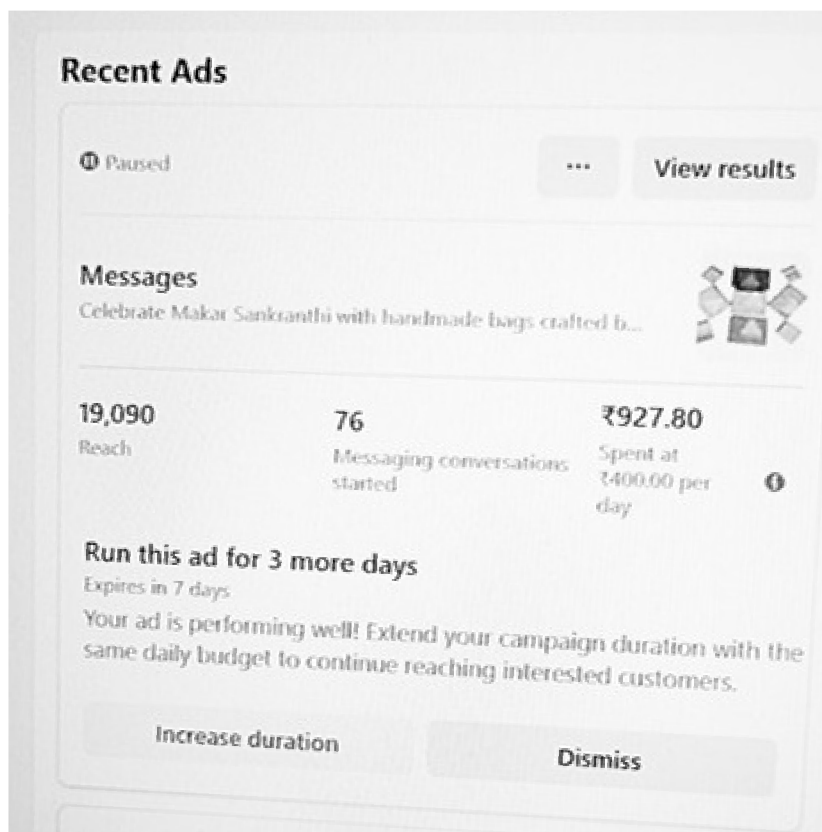 Recent Ads
Paused
...
View results
Messages
Celebrate Makar Sankranthi with handmade bags crafted b...
19,090
76
₹927.80
Reach
Messaging conversations
started
Spent at
₹400.00 per
day
Run this ad for 3 more days
Expires in 7 days
Your ad is performing well! Extend your campaign duration with the
same daily budget to continue reaching interested customers.
Increase duration
Dismiss